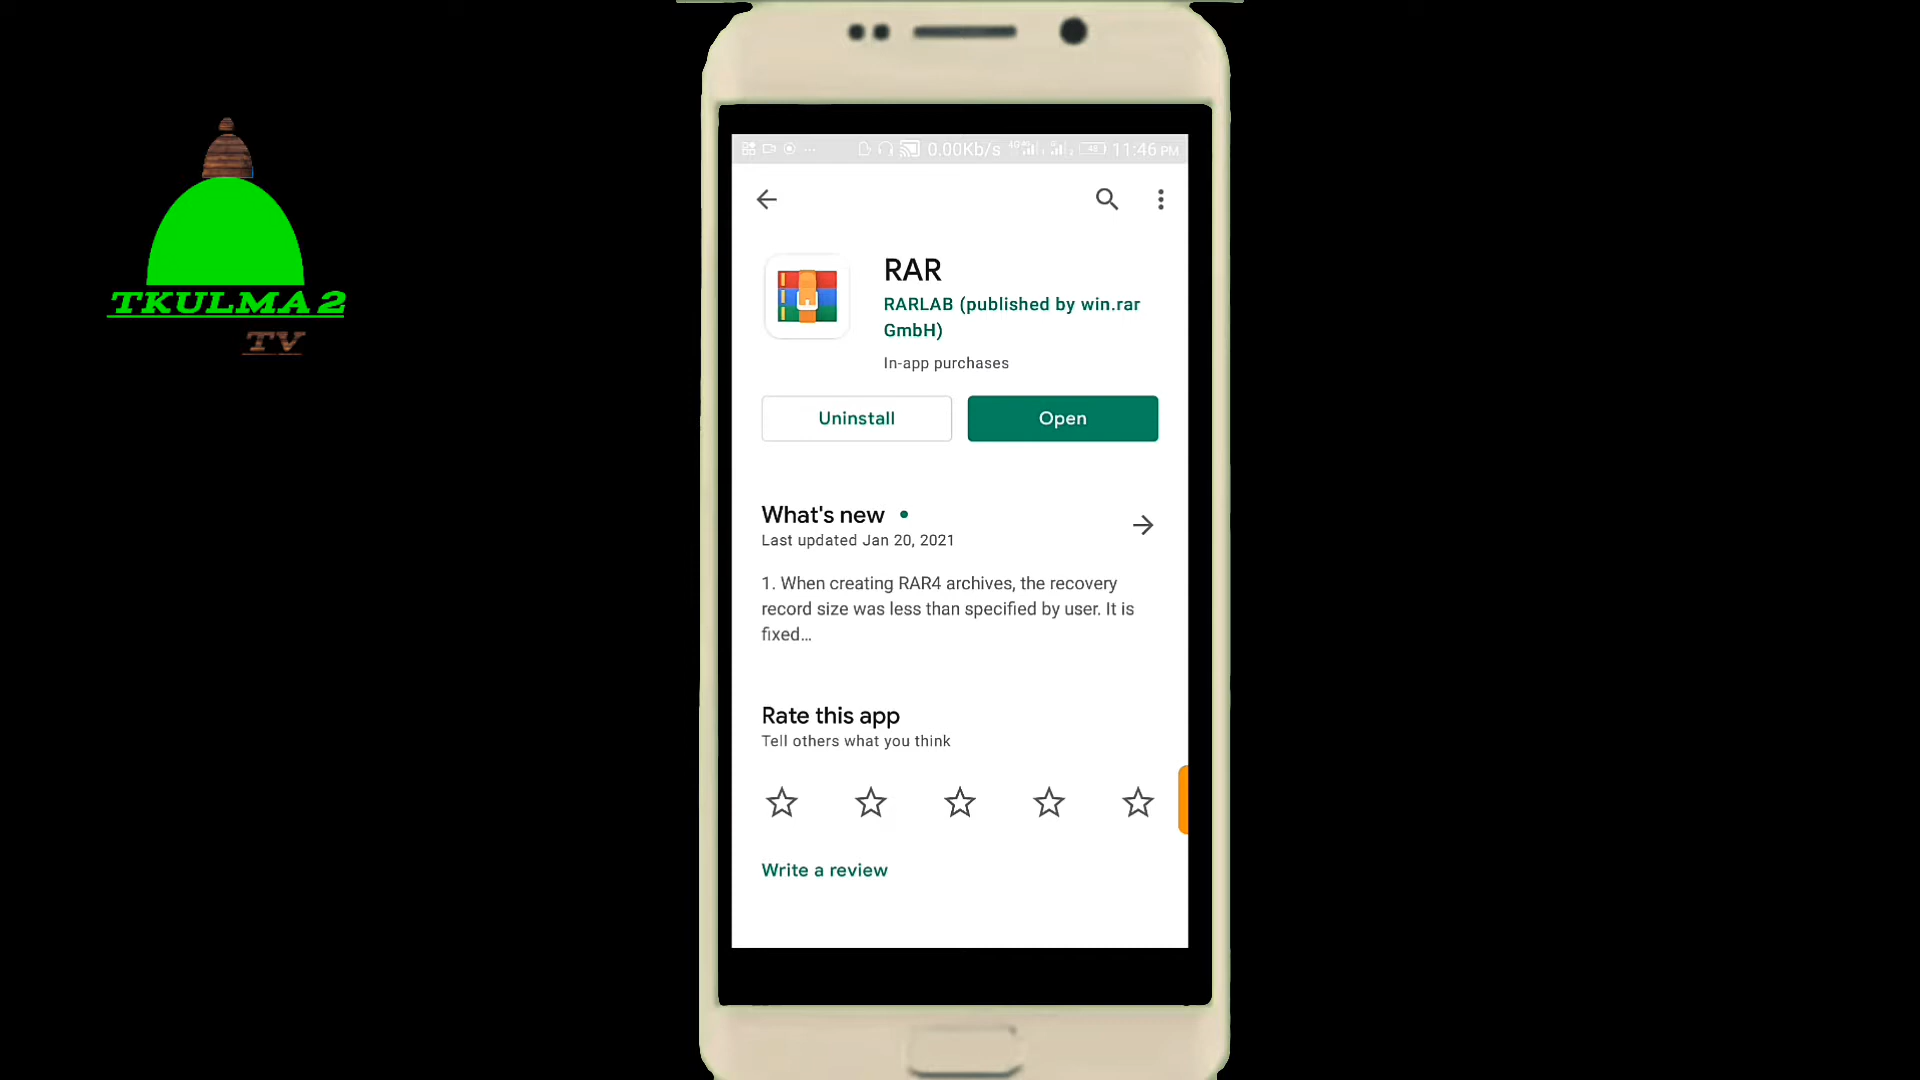 TKULMA 2
TV
0.00Kb/s 4G 48 11:46 PM
RAR
RARLAB (published by win.rar
GmbH)
In-app purchases
Uninstall
Open
What's new
Last updated Jan 20, 2021
1. When creating RAR4 archives, the recovery
record size was less than specified by user. It is
fixed...
Rate this app
Tell others what you think
Write a review